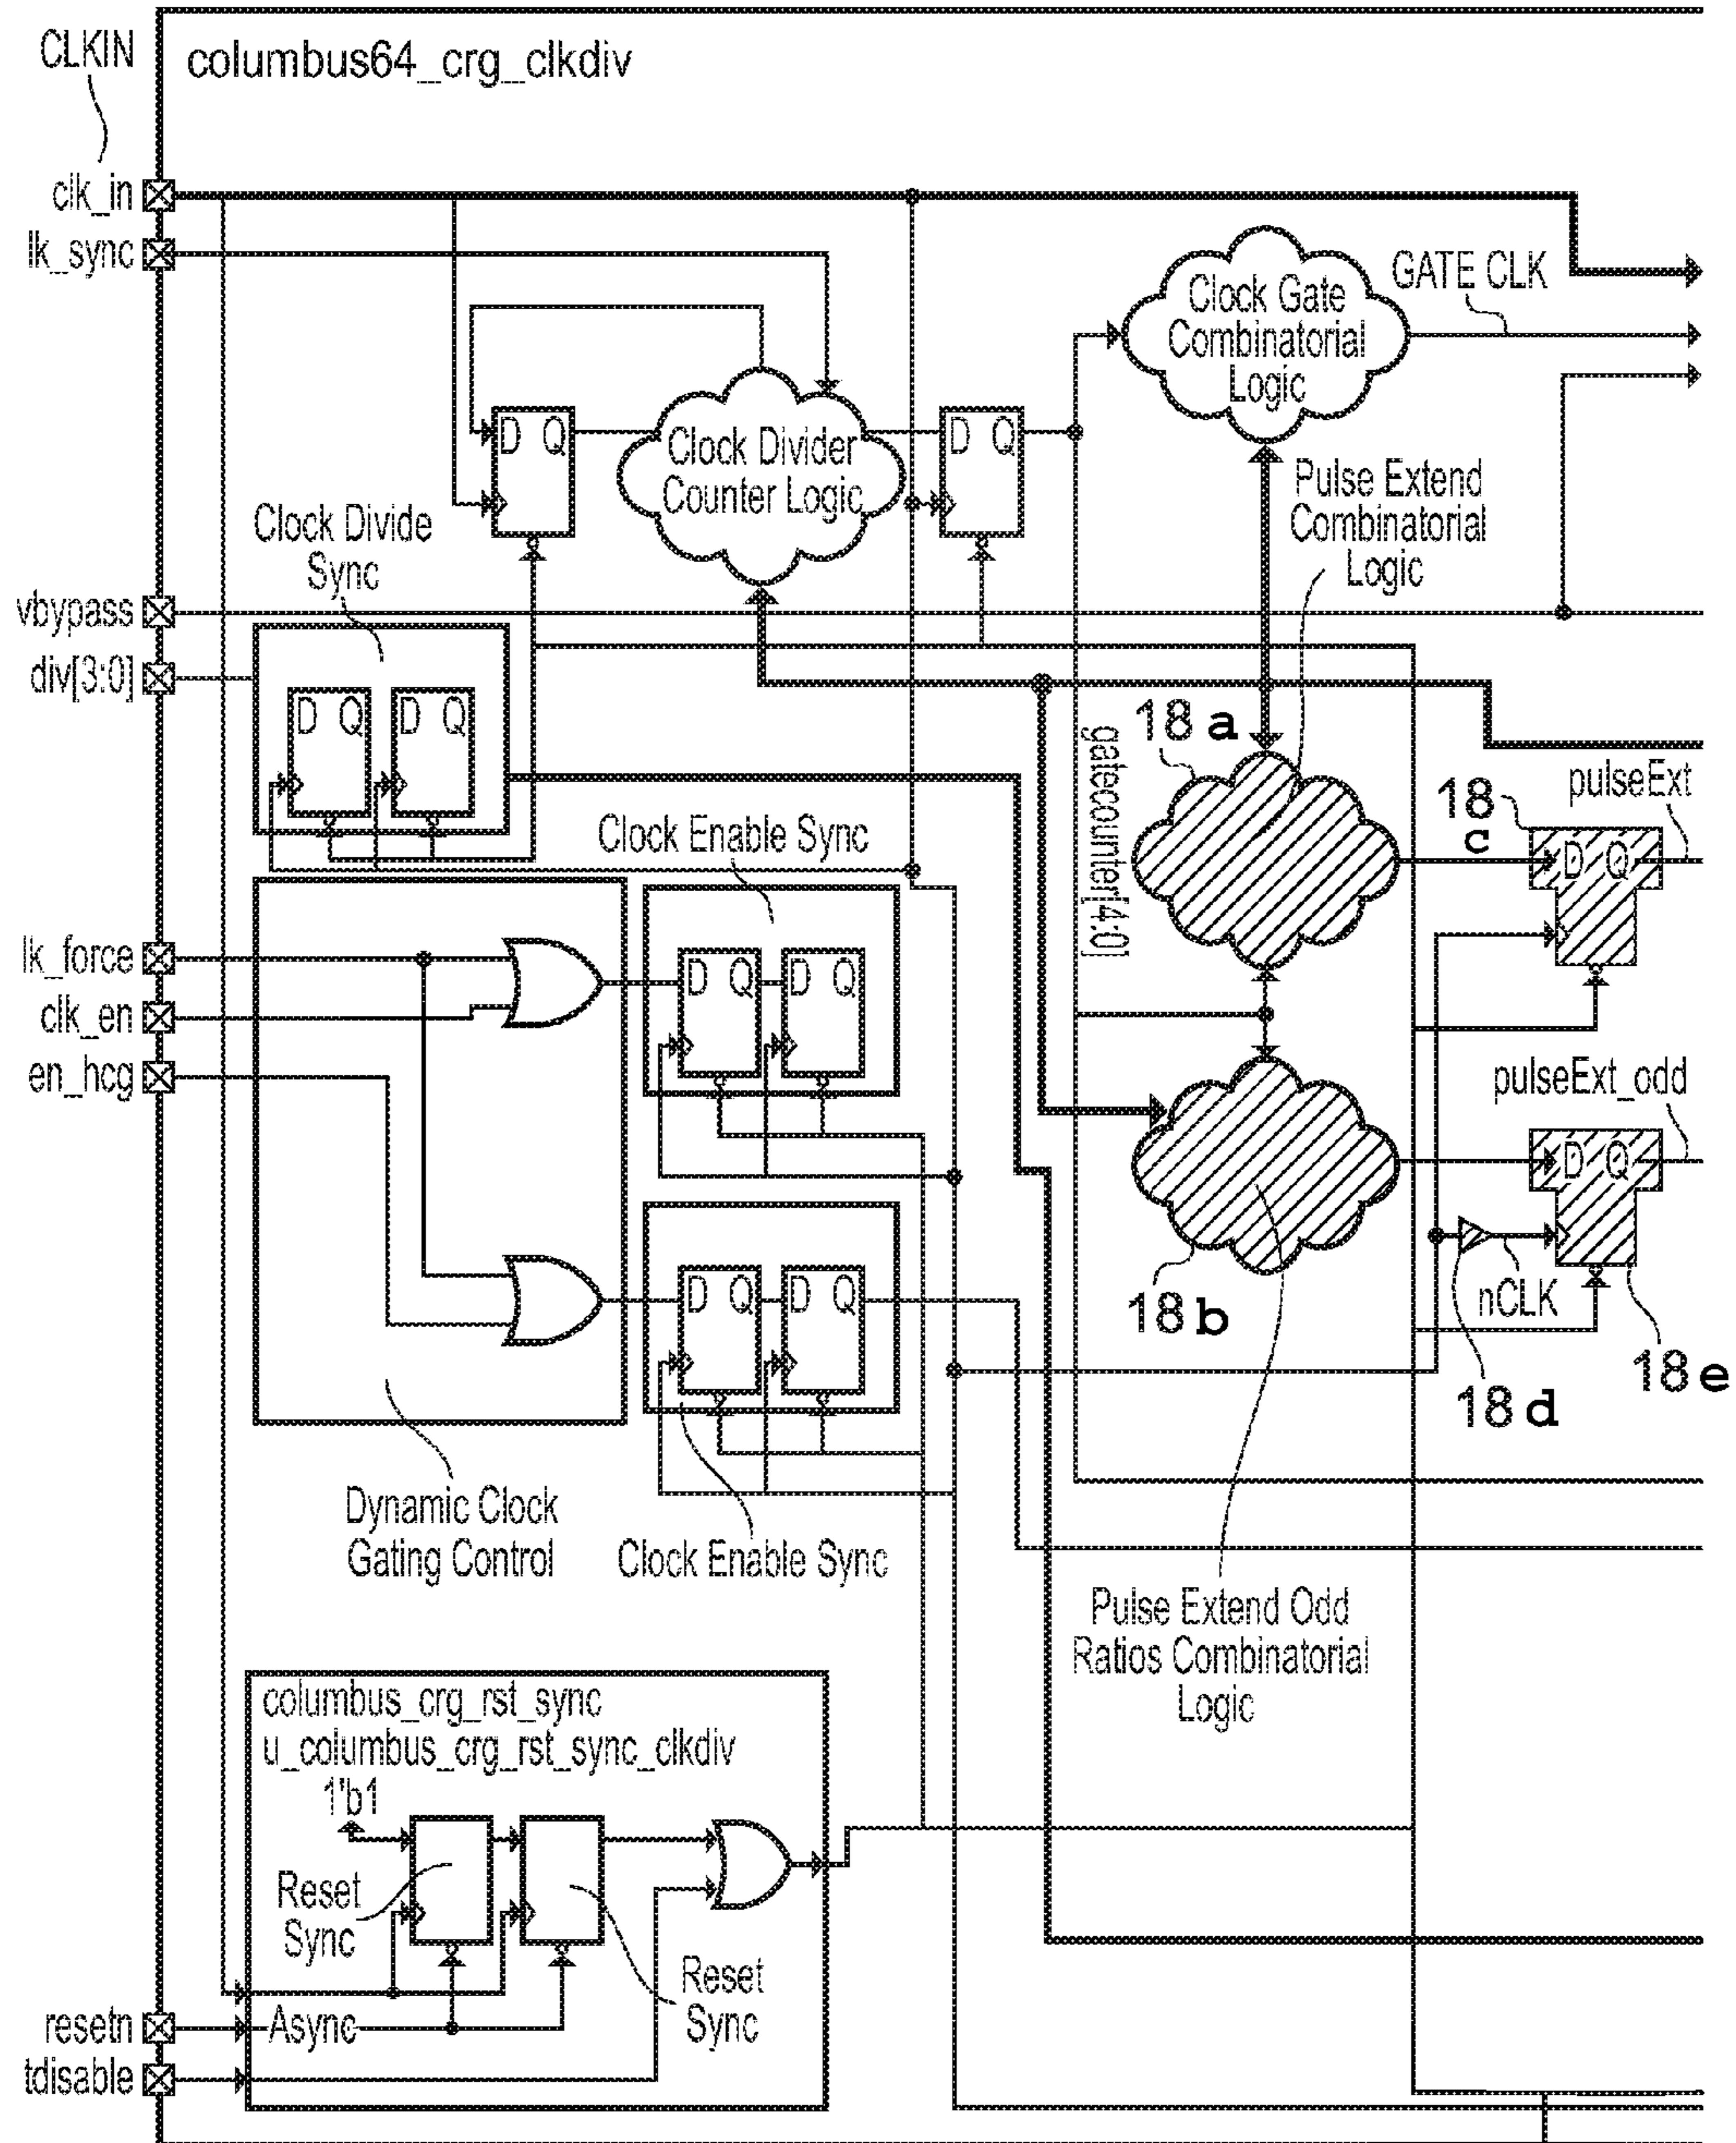 CLKIN
columbus64_crg_clkdiv
clk_in
lk_sync
GATE CLK
Clock Gate
Combinatorial
Logic
D Q
Clock Divider
Counter Logic
D Q
Pulse Extend
Combinatorial
Logic
Clock Divide
Sync
vbypass
div[3:0]
D Q
D Q
gatecounter[4:0]
18 a
18 c
pulseExt
D Q
Clock Enable Sync
lk_force
clk_en
en_hcg
D Q
D Q
pulseExt_odd
D Q
nCLK
18 b
18 d
18 e
D Q
D Q
Dynamic Clock
Gating Control
Clock Enable Sync
Pulse Extend Odd
Ratios Combinatorial
Logic
columbus_crg_rst_sync
u_columbus_crg_rst_sync_clkdiv
1'b1
Reset
Sync
Reset
Sync
resetn
Async
tdisable